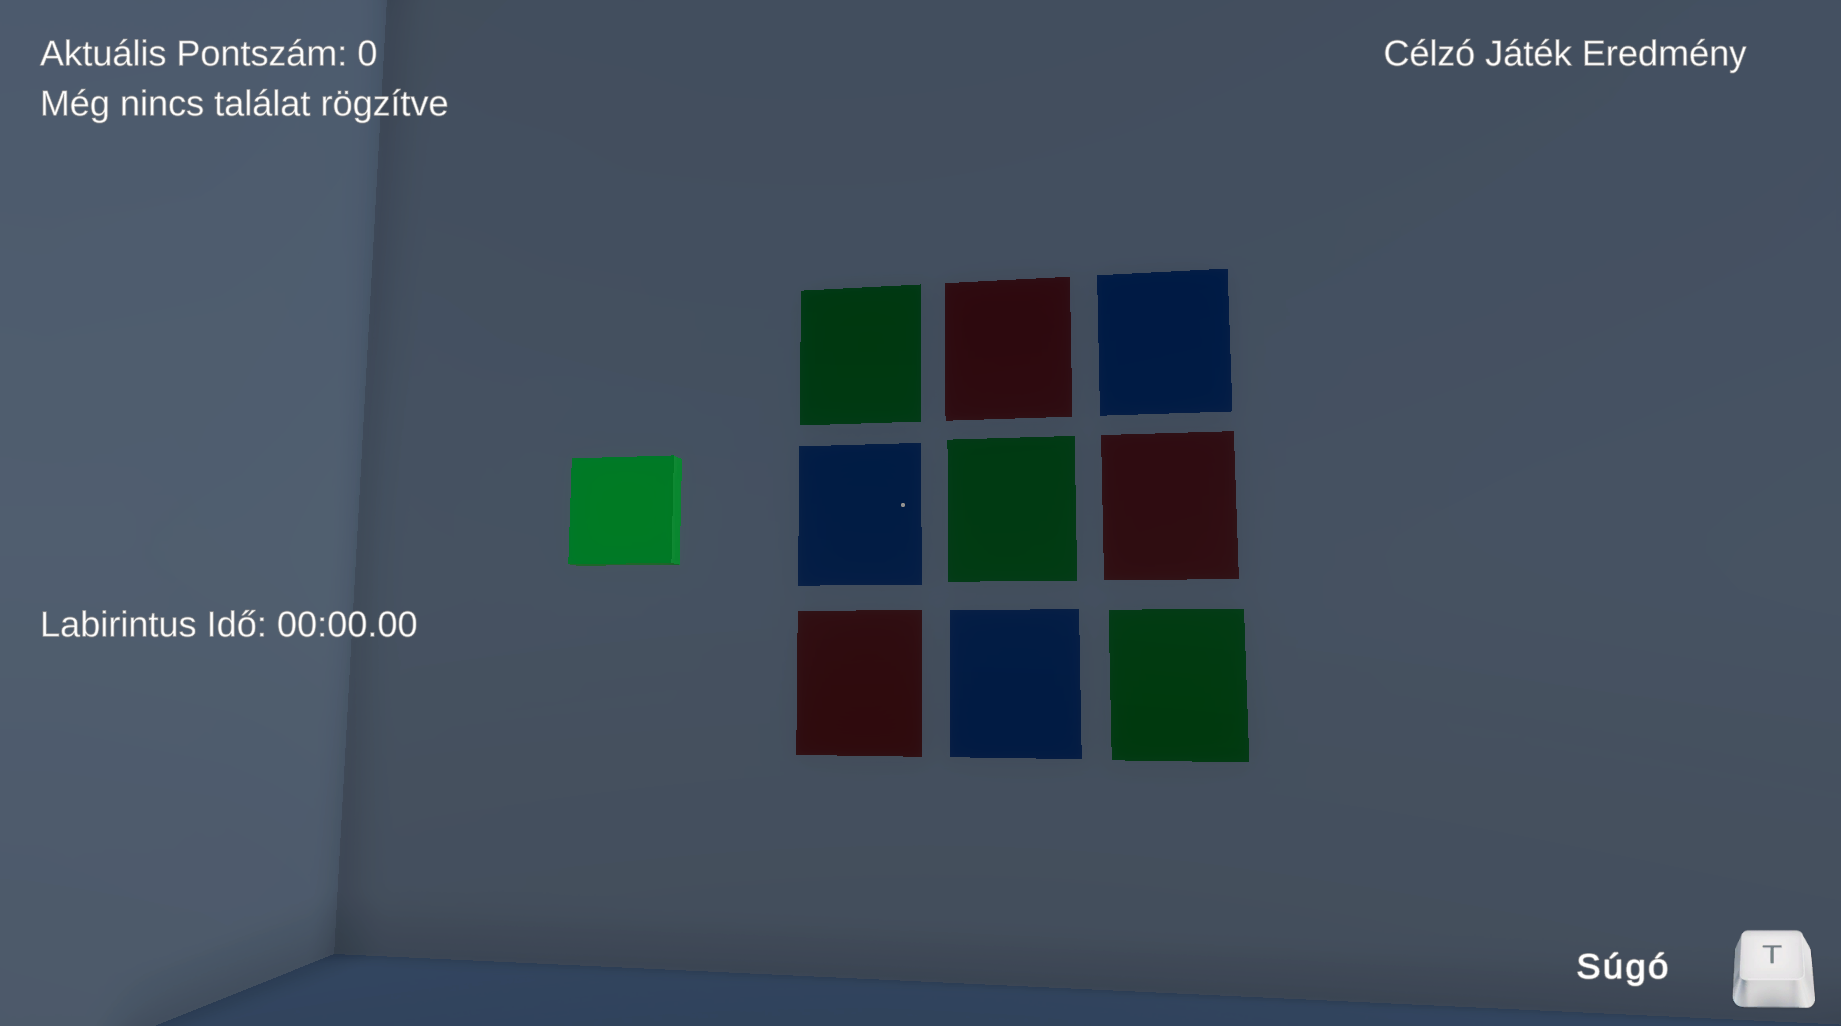 Aktuális Pontszám: 0
Még nincs találat rögzítve
Célzó Játék Eredmény
Labirintus Idő: 00:00.00
Súgó
T